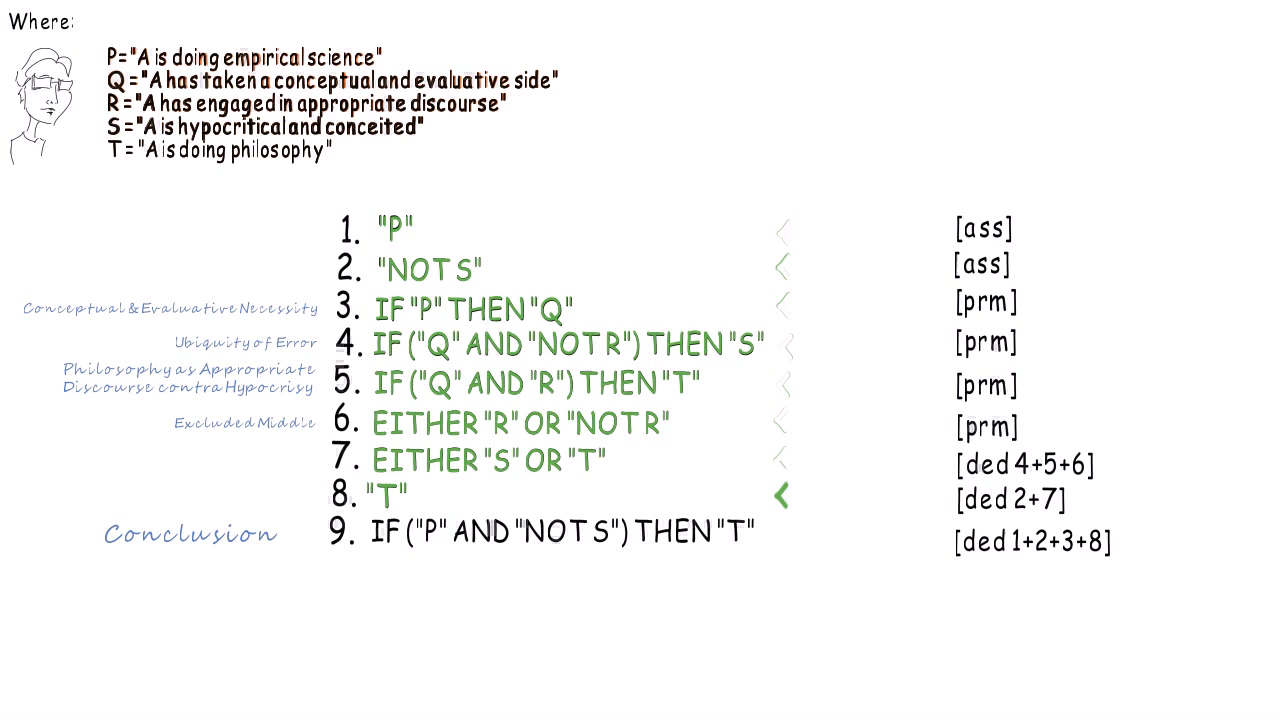 Where:
P="A is doing empirical science"
Q ="A has taken a conceptual and evaluative side"
R ="A has engaged in appropriate discourse"
S ="A is hypocritical and conceited"
T = "A is doing philosophy"
1. "P" < [ass]
2. "NOT S" < [ass]
Conceptual & Evaluative Necessity 3. IF "P" THEN "Q" < [prm]
Ubiquity of Error 4. IF ("Q" AND "NOT R") THEN "S" < [prm]
Philosophy as Appropriate
Discourse contra Hypocrisy 5. IF ("Q" AND "R") THEN "T" < [prm]
Excluded Middle 6. EITHER "R" OR "NOT R" < [prm]
7. EITHER "S" OR "T" < [ded 4+5+6]
8. "T" < [ded 2+7]
Conclusion 9. IF ("P" AND "NOT S") THEN "T" [ded 1+2+3+8]